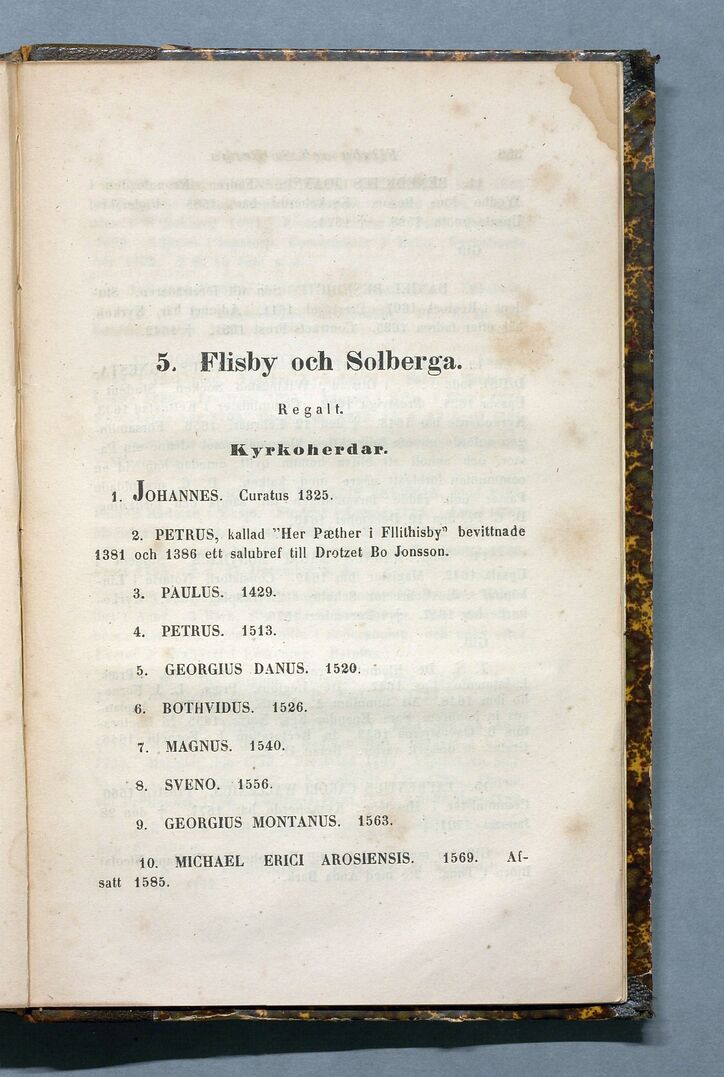 5. Flisby och Solberga.
Regalt.
Kyrkoherdar.
1. JOHANNES. Curatus 1325.
2. PETRUS, kallad "Her Pæther i Fllithisby" bevittnade
1381 och 1386 ett salubref till Drotzet Bo Jonsson.
3. PAULUS. 1429.
4. PETRUS. 1513.
5. GEORGIUS DANUS. 1520.
6. BOTHVIDUS. 1526.
7. MAGNUS. 1540.
8. SVENO. 1556.
9. GEORGIUS MONTANUS. 1563.
10. MICHAEL ERICI AROSIENSIS. 1569. Af-
satt 1585.